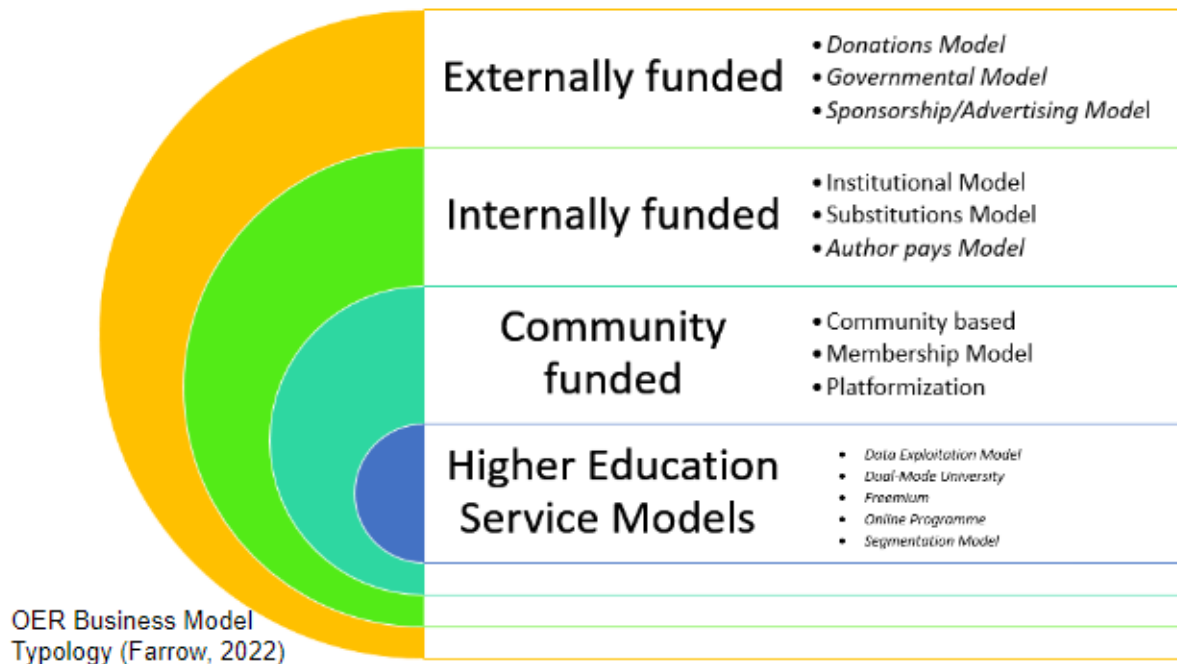 Externally funded
• Donations Model
• Governmental Model
• Sponsorship/Advertising Model
Internally funded
• Institutional Model
• Substitutions Model
• Author pays Model
Community
funded
• Community based
• Membership Model
• Platformization
Higher Education
Service Models
• Data Exploitation Model
• Dual-Mode University
• Freemium
• Online Programme
• Segmentation Model
OER Business Model
Typology (Farrow, 2022)